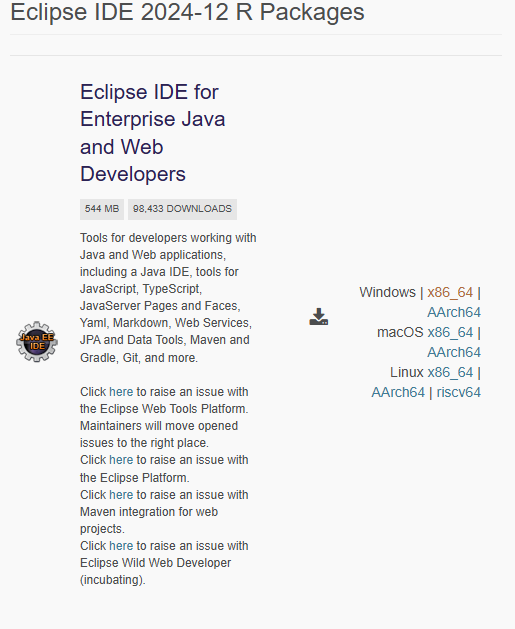 Eclipse IDE 2024-12 R Packages
Eclipse IDE for
Enterprise Java
and Web
Developers
544 MB 98,433 DOWNLOADS
Tools for developers working with
Java and Web applications,
including a Java IDE, tools for
JavaScript, TypeScript,
JavaServer Pages and Faces,
Yaml, Markdown, Web Services,
JPA and Data Tools, Maven and
Gradle, Git, and more.
Click here to raise an issue with
the Eclipse Web Tools Platform.
Maintainers will move opened
issues to the right place.
Click here to raise an issue with
the Eclipse Platform.
Click here to raise an issue with
Maven integration for web
projects.
Click here to raise an issue with
Eclipse Wild Web Developer
(incubating).
Java EE
IDE
Windows | x86_64 |
AArch64
macOS x86_64 |
AArch64
Linux x86_64 |
AArch64 | riscv64